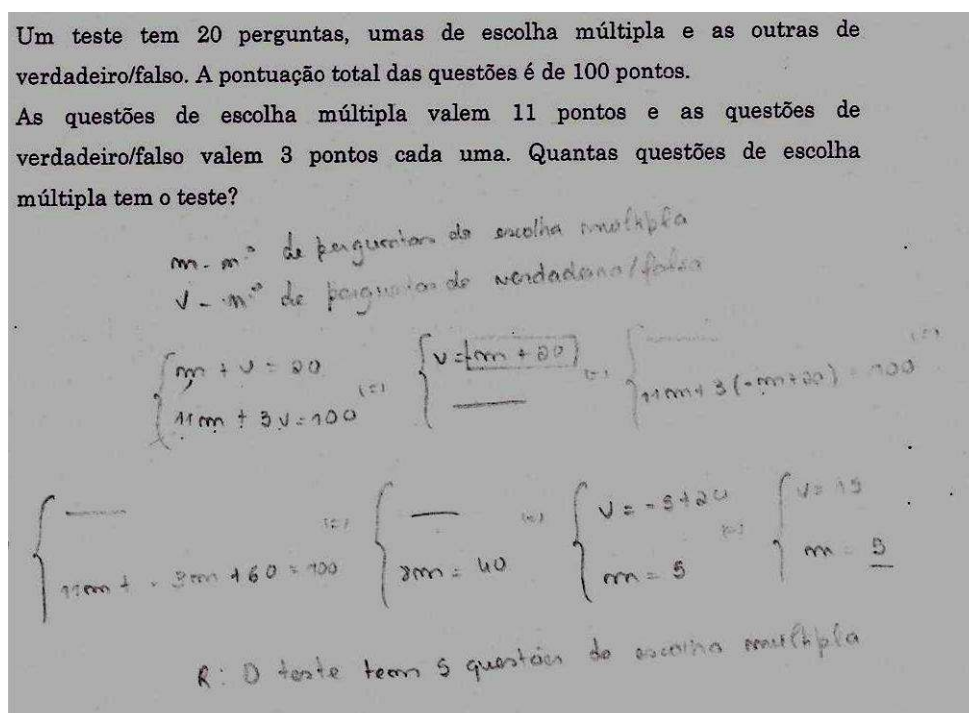 Um teste tem 20 perguntas, umas de escolha múltipla e as outras de
verdadeiro/falso. A pontuação total das questões é de 100 pontos.
As questões de escolha múltipla valem 11 pontos e as questões de
verdadeiro/falso valem 3 pontos cada uma. Quantas questões de escolha
múltipla tem o teste?
m - nº de perguntas de escolha multipla
v - nº de perguntas de verdadeiro/falso
{ m + v = 20 (=) { v = -m + 20 (=) { ——— (=)
{ 11m + 3v = 100 { ——— { 11m + 3(-m+20) = 100
{ ——— (=) { ——— (=) { v = -5+20 (=) { v = 15
{ 11m + - 3m + 60 = 100 { 8m = 40 { m = 5 { m = 5
R: O teste tem 5 questões de escolha multipla